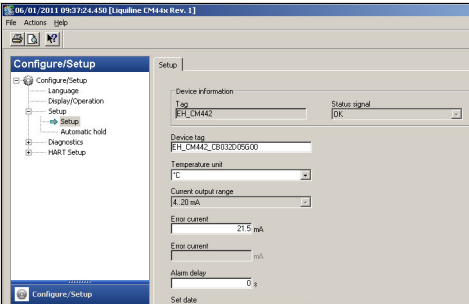 06/01/2011 09:37:24.450 [Liquiline CM44x Rev. 1]
File Actions Help
Configure/Setup
Configure/Setup
Language
Display/Operation
Setup
Setup
Automatic hold
Diagnostics
HART Setup
Configure/Setup
Setup
Device information
Tag
EH_CM442
Status signal
OK
Device tag
EH_CM442_CB032D05G00
Temperature unit
°C
Current output range
4..20 mA
Error current
21.5 mA
Error current
mA
Alarm delay
0 s
Set date